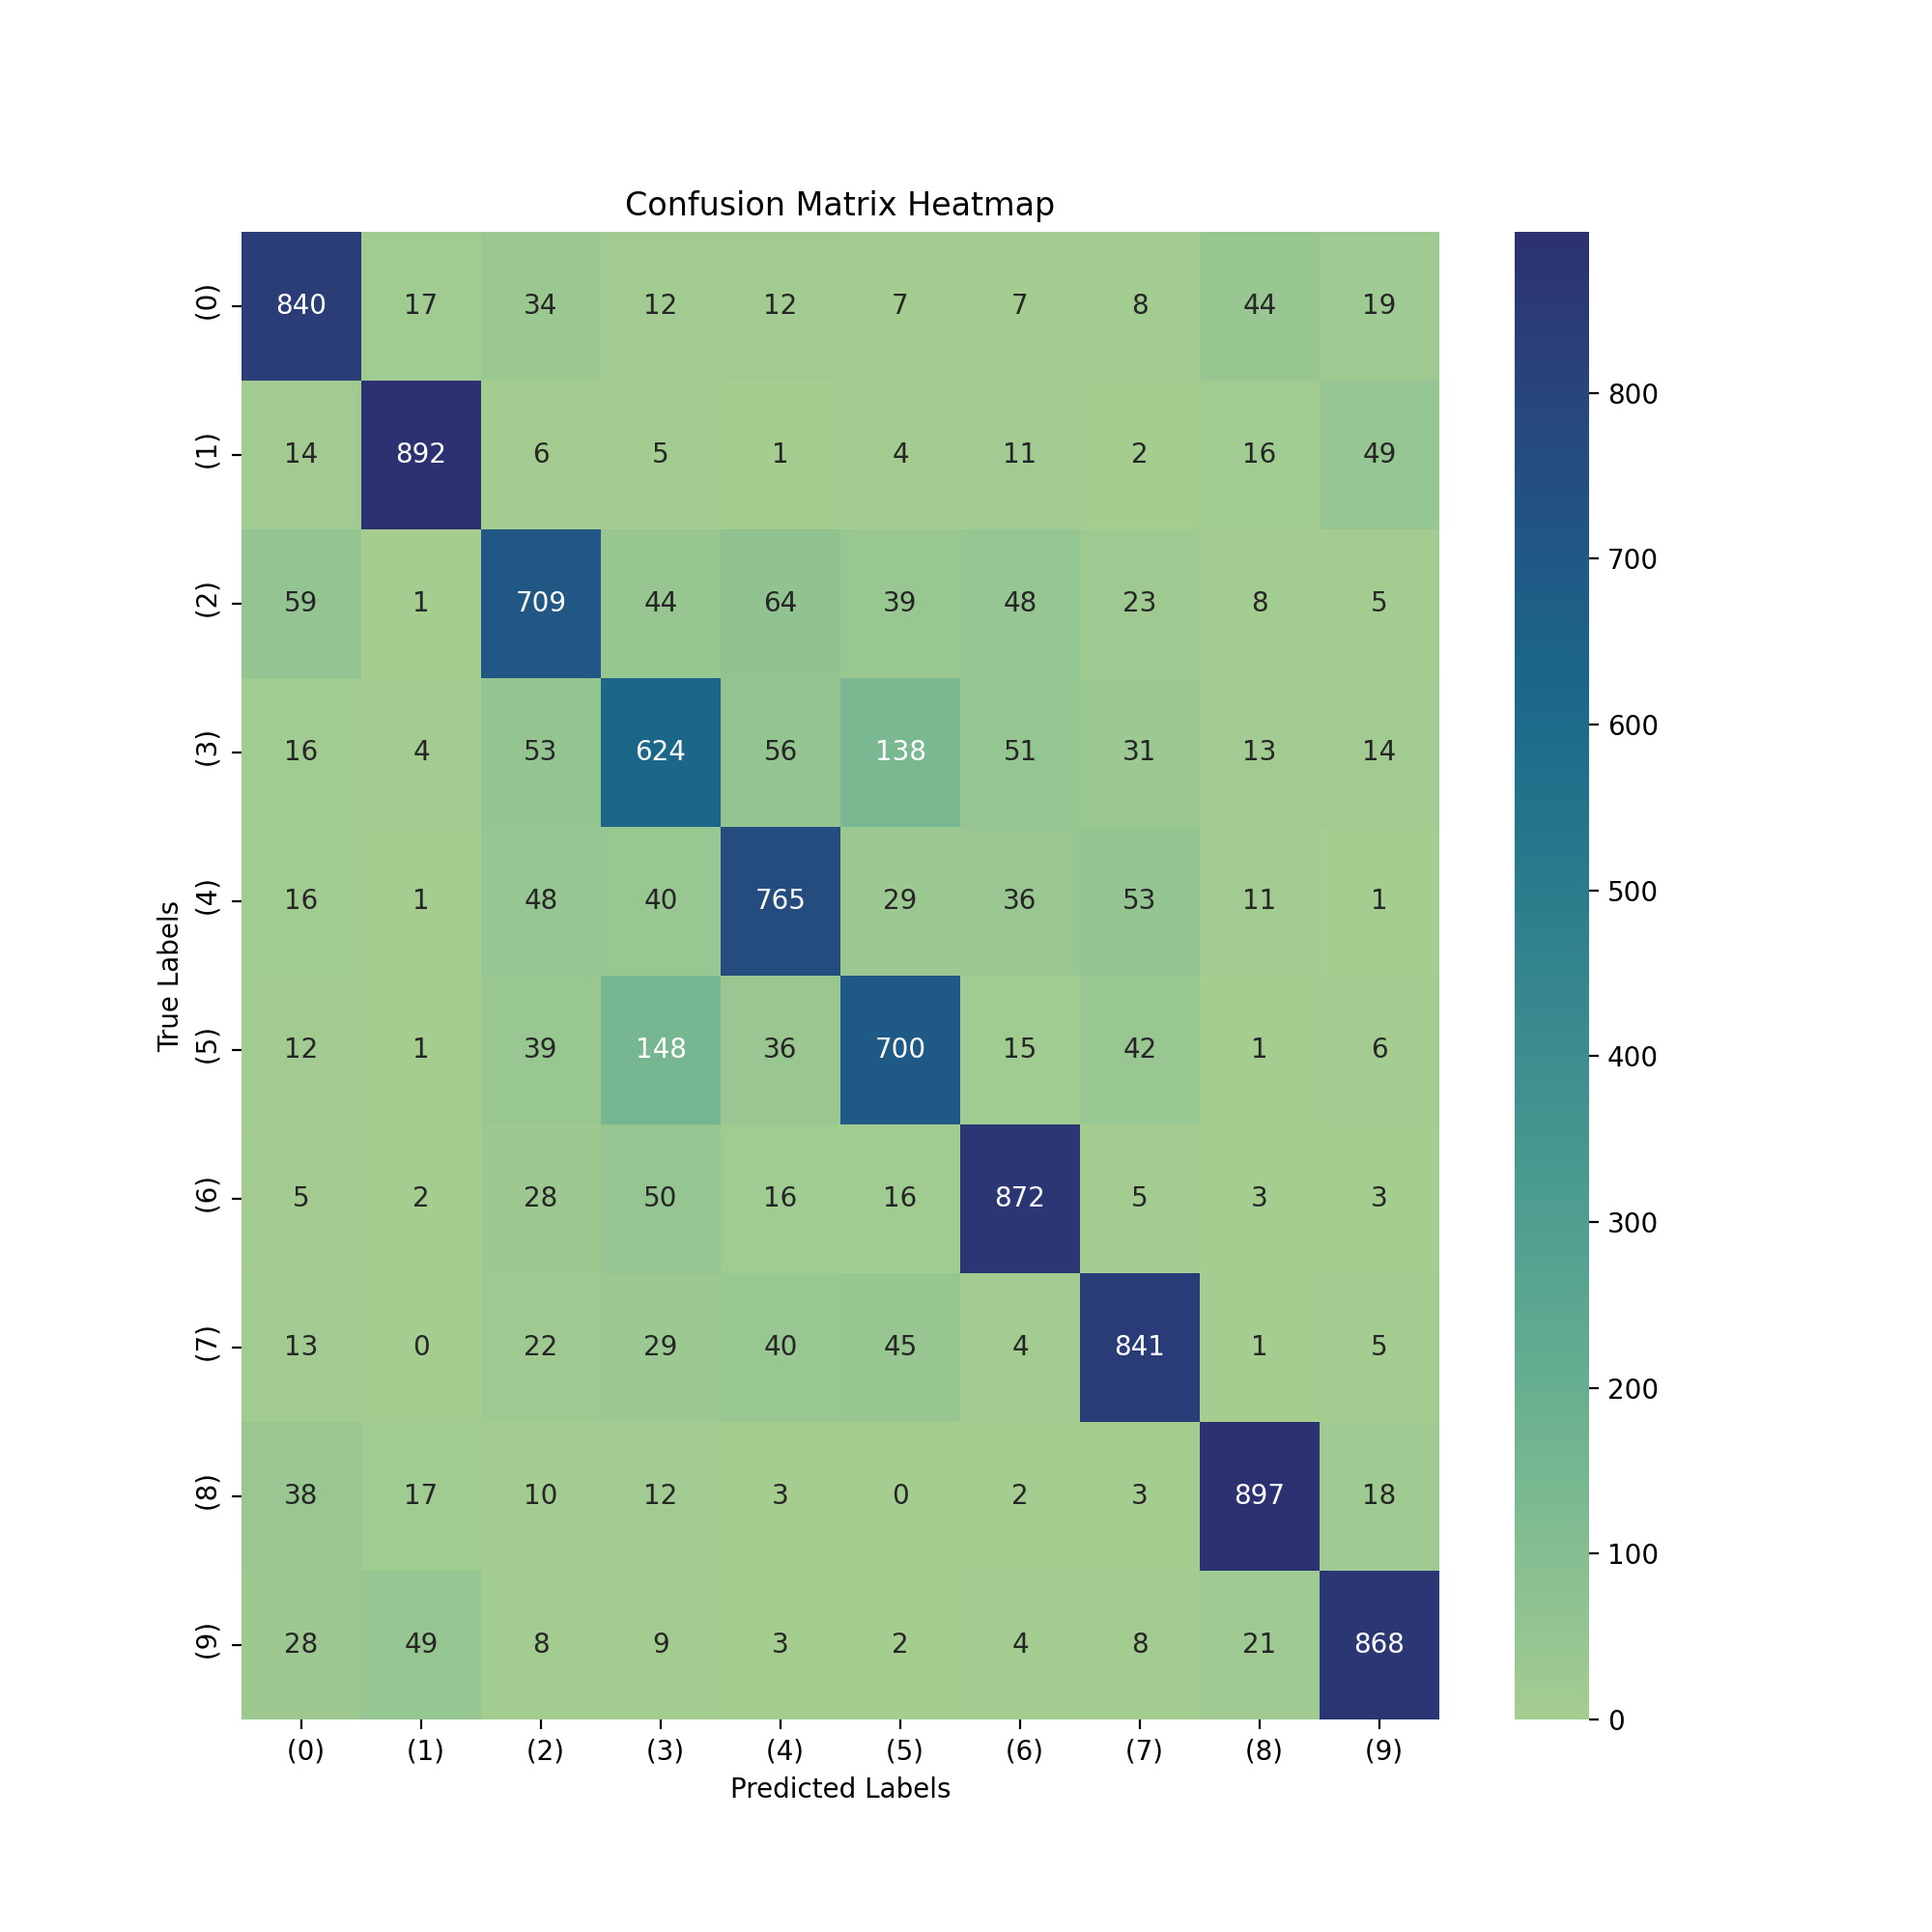 Confusion Matrix Heatmap
True Labels
(0) 840 17 34 12 12 7 7 8 44 19
(1) 14 892 6 5 1 4 11 2 16 49
(2) 59 1 709 44 64 39 48 23 8 5
(3) 16 4 53 624 56 138 51 31 13 14
(4) 16 1 48 40 765 29 36 53 11 1
(5) 12 1 39 148 36 700 15 42 1 6
(6) 5 2 28 50 16 16 872 5 3 3
(7) 13 0 22 29 40 45 4 841 1 5
(8) 38 17 10 12 3 0 2 3 897 18
(9) 28 49 8 9 3 2 4 8 21 868
(0) (1) (2) (3) (4) (5) (6) (7) (8) (9)
Predicted Labels
800
700
600
500
400
300
200
100
0